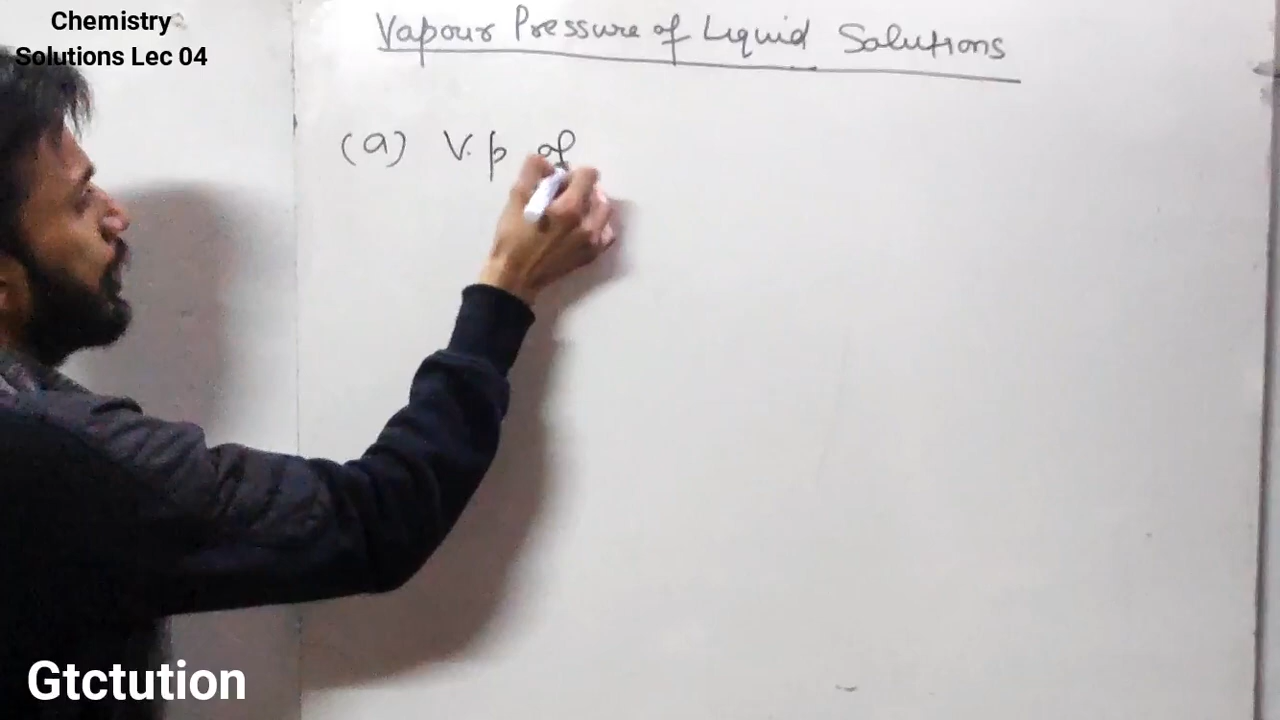 Chemistry
Solutions Lec 04
Vapour Pressure of Liquid Solutions
(a) V.p of
Gtctution